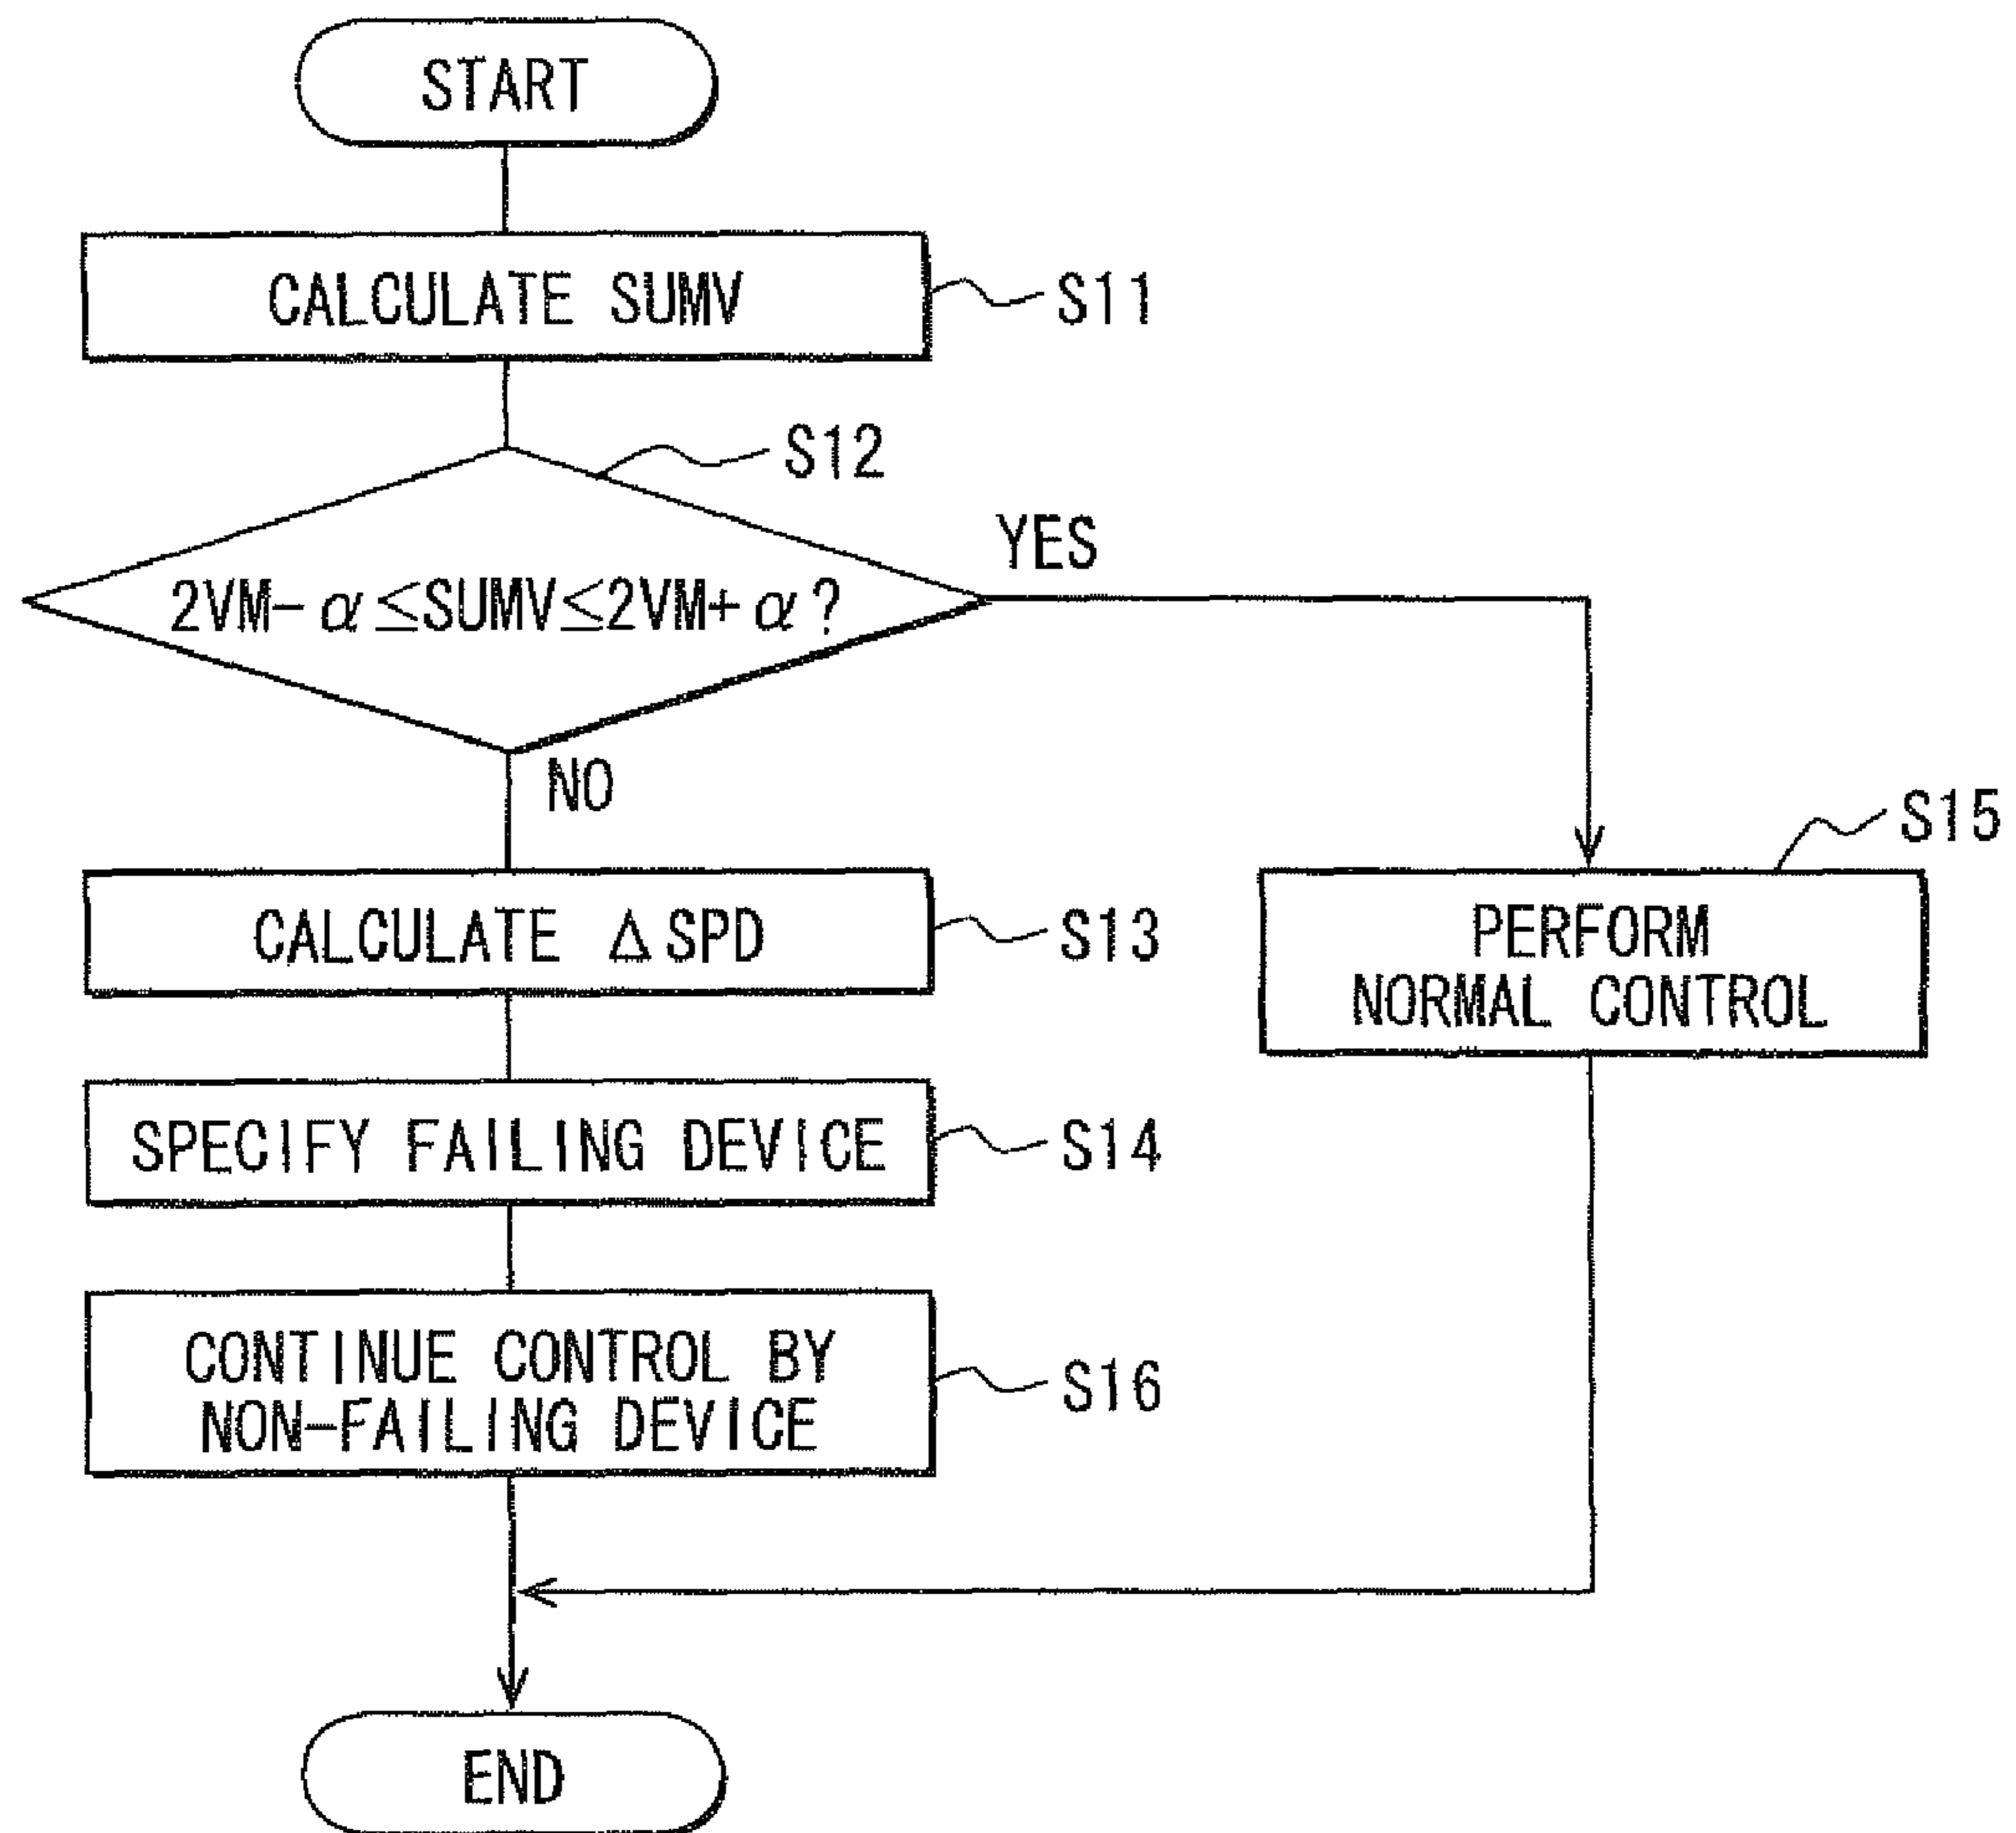 START
CALCULATE SUMV
S11
S12
2VM-α≤SUMV≤2VM+α?
YES
NO
CALCULATE ΔSPD
S13
S15
PERFORM
NORMAL CONTROL
SPECIFY FAILING DEVICE
S14
CONTINUE CONTROL BY
NON-FAILING DEVICE
S16
END